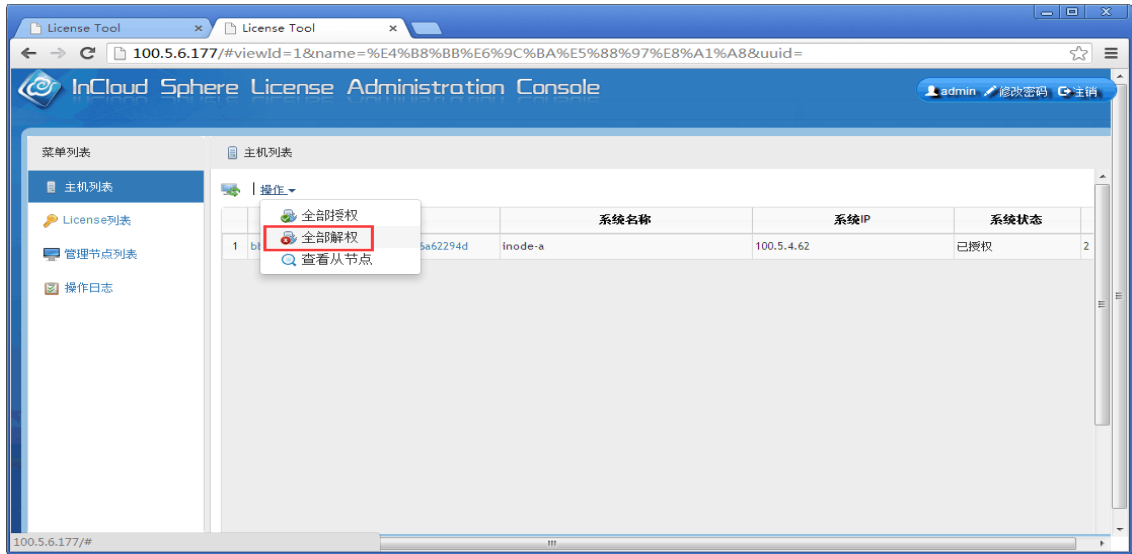 License Tool
License Tool
100.5.6.177/#viewId=1&name=%E4%B8%BB%E6%9C%BA%E5%88%97%E8%A1%A8&uuid=
InCloud Sphere License Administration Console
admin 修改密码 注销
菜单列表
主机列表
License列表
管理节点列表
操作日志
主机列表
操作
全部授权
全部解权
查看从节点
系统名称 系统IP 系统状态
1 bb 6a62294d inode-a 100.5.4.62 已授权 2
100.5.6.177/#